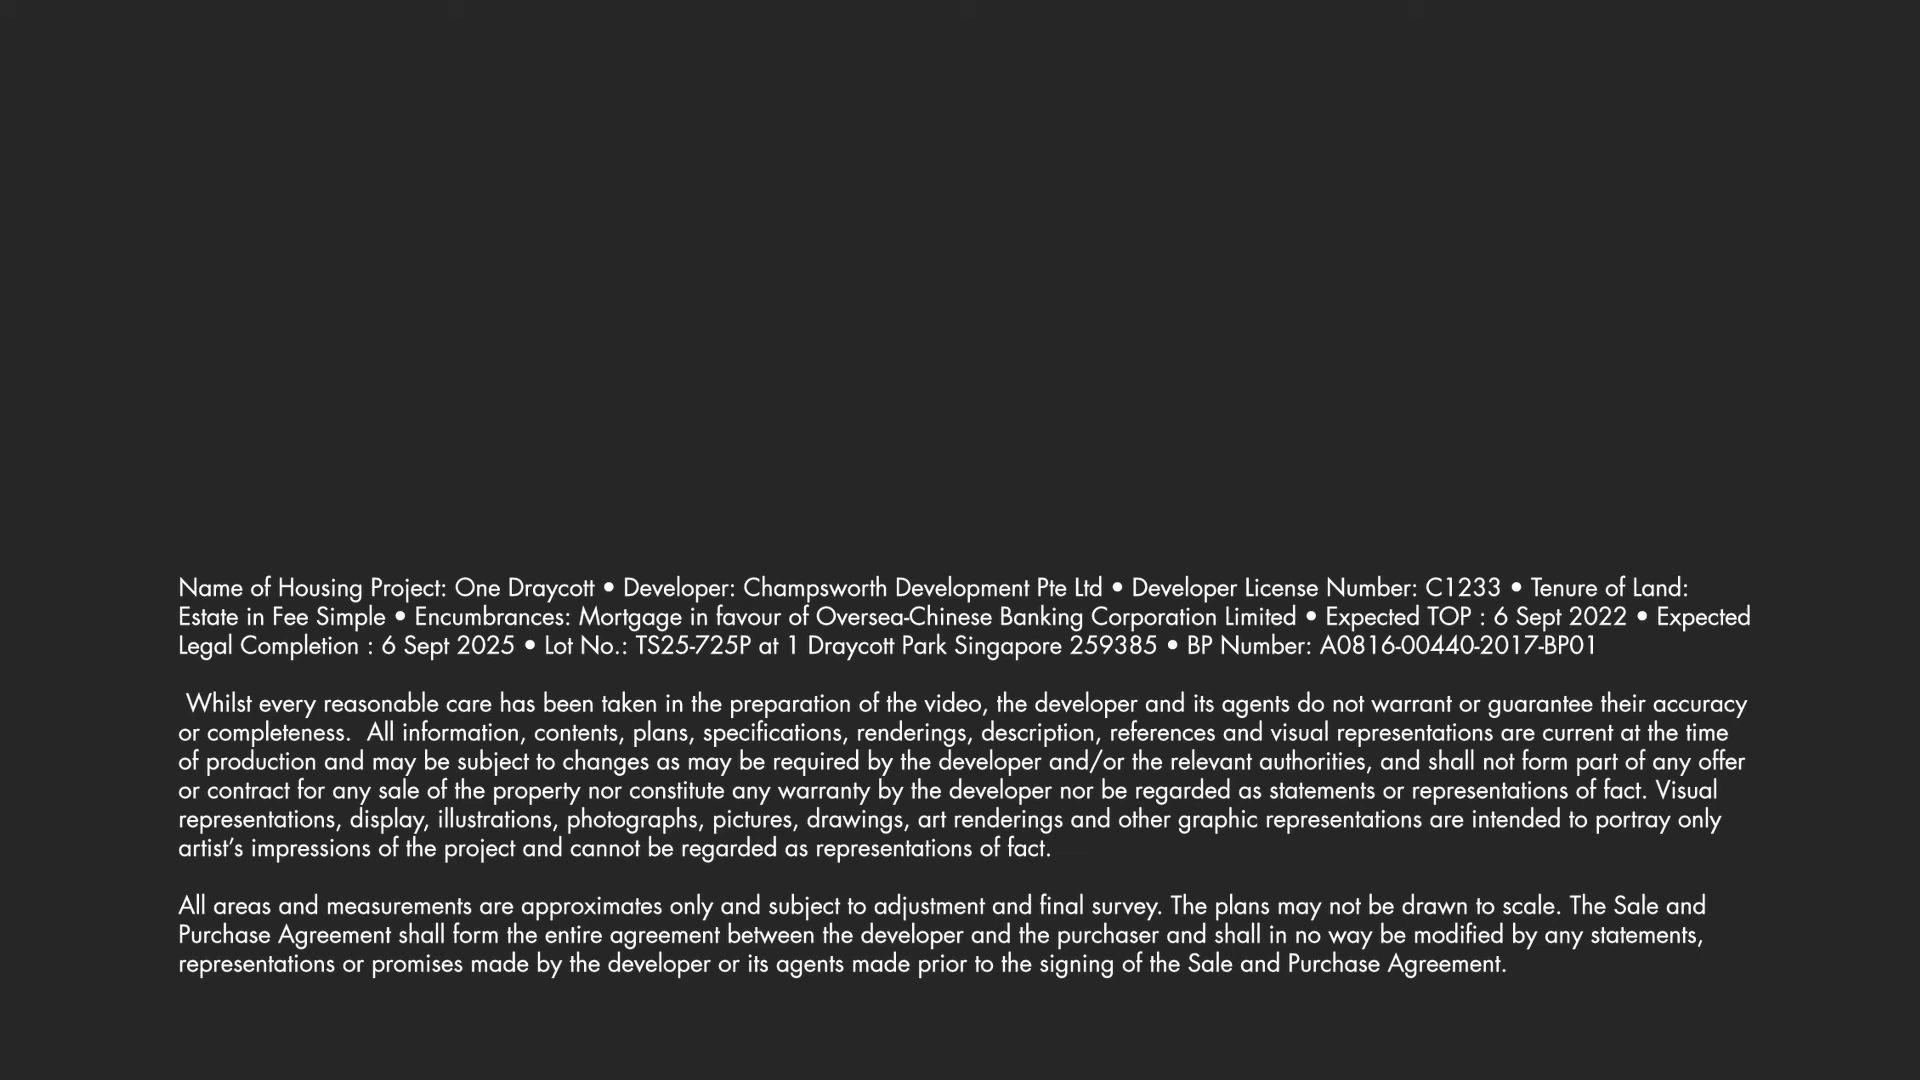 Name of Housing Project: One Draycott • Developer: Champsworth Development Pte Ltd • Developer License Number: C1233 • Tenure of Land:
Estate in Fee Simple • Encumbrances: Mortgage in favour of Oversea-Chinese Banking Corporation Limited • Expected TOP : 6 Sept 2022 • Expected
Legal Completion : 6 Sept 2025 • Lot No.: TS25-725P at 1 Draycott Park Singapore 259385 • BP Number: A0816-00440-2017-BP01
Whilst every reasonable care has been taken in the preparation of the video, the developer and its agents do not warrant or guarantee their accuracy
or completeness.  All information, contents, plans, specifications, renderings, description, references and visual representations are current at the time
of production and may be subject to changes as may be required by the developer and/or the relevant authorities, and shall not form part of any offer
or contract for any sale of the property nor constitute any warranty by the developer nor be regarded as statements or representations of fact. Visual
representations, display, illustrations, photographs, pictures, drawings, art renderings and other graphic representations are intended to portray only
artist’s impressions of the project and cannot be regarded as representations of fact.
All areas and measurements are approximates only and subject to adjustment and final survey. The plans may not be drawn to scale. The Sale and
Purchase Agreement shall form the entire agreement between the developer and the purchaser and shall in no way be modified by any statements,
representations or promises made by the developer or its agents made prior to the signing of the Sale and Purchase Agreement.